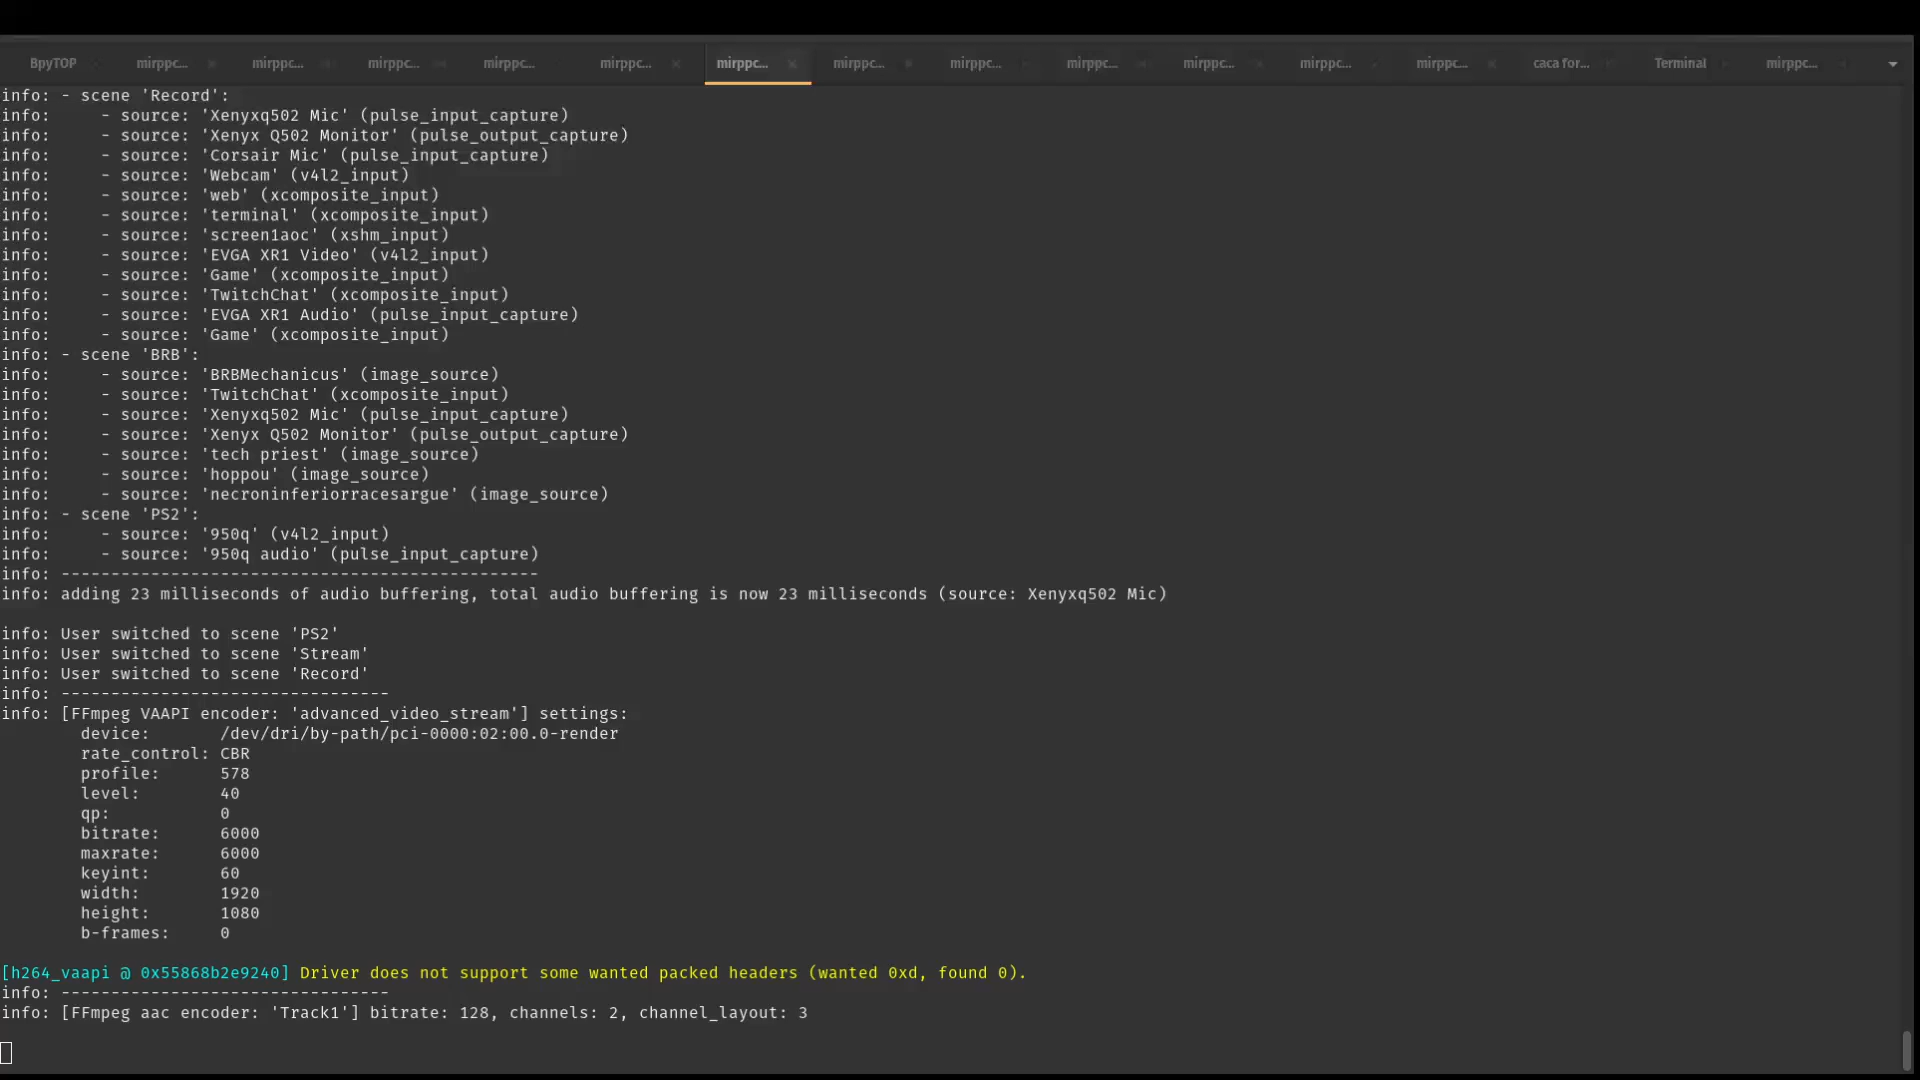 BpyTOP mirppc... mirppc... mirppc... mirppc... mirppc... mirppc... mirppc... mirppc... mirppc... mirppc... mirppc... mirppc... caca for... Terminal mirppc...
info: - scene 'Record':
info:     - source: 'Xenyxq502 Mic' (pulse_input_capture)
info:     - source: 'Xenyx Q502 Monitor' (pulse_output_capture)
info:     - source: 'Corsair Mic' (pulse_input_capture)
info:     - source: 'Webcam' (v4l2_input)
info:     - source: 'web' (xcomposite_input)
info:     - source: 'terminal' (xcomposite_input)
info:     - source: 'screen1aoc' (xshm_input)
info:     - source: 'EVGA XR1 Video' (v4l2_input)
info:     - source: 'Game' (xcomposite_input)
info:     - source: 'TwitchChat' (xcomposite_input)
info:     - source: 'EVGA XR1 Audio' (pulse_input_capture)
info:     - source: 'Game' (xcomposite_input)
info: - scene 'BRB':
info:     - source: 'BRBMechanicus' (image_source)
info:     - source: 'TwitchChat' (xcomposite_input)
info:     - source: 'Xenyxq502 Mic' (pulse_input_capture)
info:     - source: 'Xenyx Q502 Monitor' (pulse_output_capture)
info:     - source: 'tech priest' (image_source)
info:     - source: 'hoppou' (image_source)
info:     - source: 'necroninferiorracesargue' (image_source)
info: - scene 'PS2':
info:     - source: '950q' (v4l2_input)
info:     - source: '950q audio' (pulse_input_capture)
info: ------------------------------------------------
info: adding 23 milliseconds of audio buffering, total audio buffering is now 23 milliseconds (source: Xenyxq502 Mic)
info: User switched to scene 'PS2'
info: User switched to scene 'Stream'
info: User switched to scene 'Record'
info: ---------------------------------
info: [FFmpeg VAAPI encoder: 'advanced_video_stream'] settings:
device:       /dev/dri/by-path/pci-0000:02:00.0-render
rate_control: CBR
profile:      578
level:        40
qp:           0
bitrate:      6000
maxrate:      6000
keyint:       60
width:        1920
height:       1080
b-frames:     0
[h264_vaapi @ 0x55868b2e9240] Driver does not support some wanted packed headers (wanted 0xd, found 0).
info: ---------------------------------
info: [FFmpeg aac encoder: 'Track1'] bitrate: 128, channels: 2, channel_layout: 3